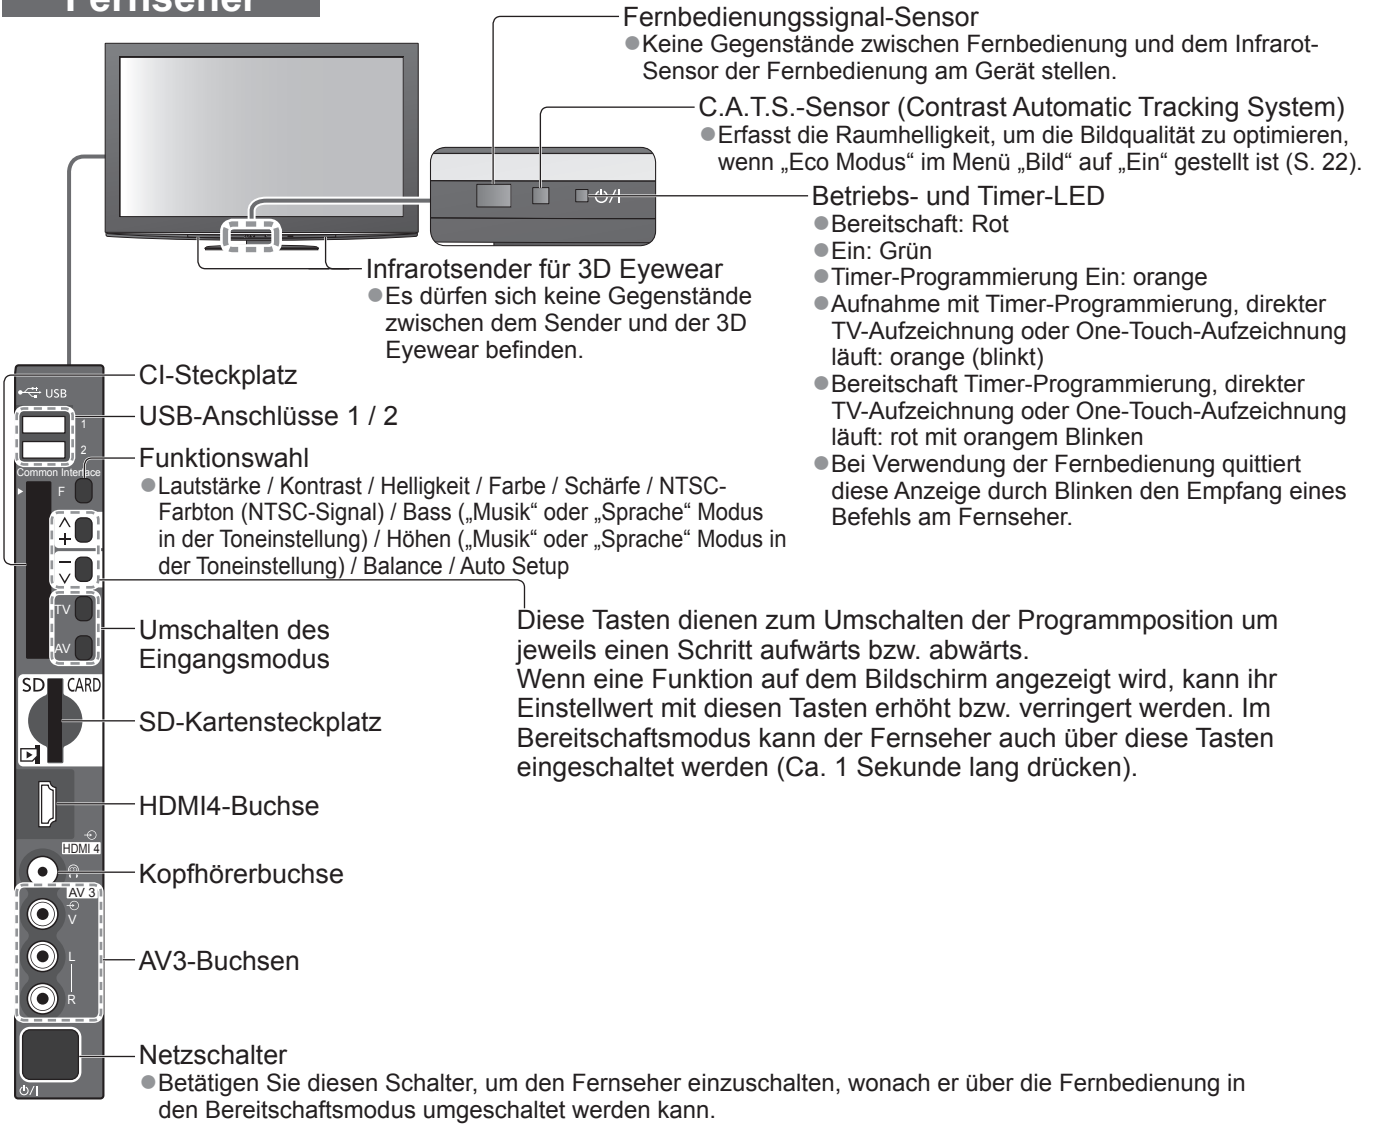 Fernseher
Fernbedienungssignal-Sensor
●Keine Gegenstände zwischen Fernbedienung und dem Infrarot-
Sensor der Fernbedienung am Gerät stellen.
C.A.T.S.-Sensor (Contrast Automatic Tracking System)
●Erfasst die Raumhelligkeit, um die Bildqualität zu optimieren,
wenn „Eco Modus“ im Menü „Bild“ auf „Ein“ gestellt ist (S. 22).
Betriebs- und Timer-LED
●Bereitschaft: Rot
●Ein: Grün
●Timer-Programmierung Ein: orange
●Aufnahme mit Timer-Programmierung, direkter
TV-Aufzeichnung oder One-Touch-Aufzeichnung
läuft: orange (blinkt)
●Bereitschaft Timer-Programmierung, direkter
TV-Aufzeichnung oder One-Touch-Aufzeichnung
läuft: rot mit orangem Blinken
●Bei Verwendung der Fernbedienung quittiert
diese Anzeige durch Blinken den Empfang eines
Befehls am Fernseher.
Infrarotsender für 3D Eyewear
●Es dürfen sich keine Gegenstände
zwischen dem Sender und der 3D
Eyewear befinden.
CI-Steckplatz
USB-Anschlüsse 1 / 2
Funktionswahl
●Lautstärke / Kontrast / Helligkeit / Farbe / Schärfe / NTSC-
Farbton (NTSC-Signal) / Bass („Musik“ oder „Sprache“ Modus
in der Toneinstellung) / Höhen („Musik“ oder „Sprache“ Modus in
der Toneinstellung) / Balance / Auto Setup
Diese Tasten dienen zum Umschalten der Programmposition um
jeweils einen Schritt aufwärts bzw. abwärts.
Wenn eine Funktion auf dem Bildschirm angezeigt wird, kann ihr
Einstellwert mit diesen Tasten erhöht bzw. verringert werden. Im
Bereitschaftsmodus kann der Fernseher auch über diese Tasten
eingeschaltet werden (Ca. 1 Sekunde lang drücken).
Umschalten des
Eingangsmodus
SD-Kartensteckplatz
HDMI4-Buchse
Kopfhörerbuchse
AV3-Buchsen
Netzschalter
●Betätigen Sie diesen Schalter, um den Fernseher einzuschalten, wonach er über die Fernbedienung in
den Bereitschaftsmodus umgeschaltet werden kann.
USB
1
2
Common Interface
F
+
−
TV
AV
SD CARD
HDMI 4
AV 3
V
L
R
⏻/I